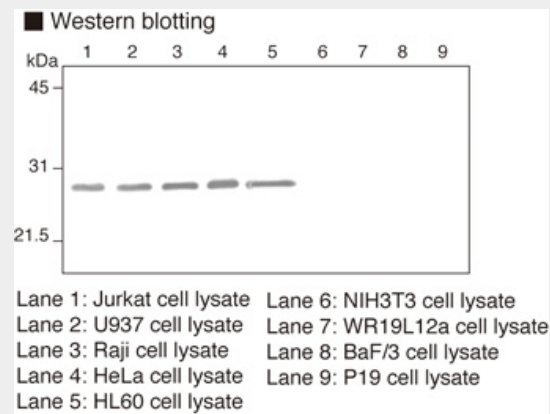 ■ Western blotting
kDa 1 2 3 4 5 6 7 8 9
45
31
21.5
Lane 1: Jurkat cell lysate
Lane 2: U937 cell lysate
Lane 3: Raji cell lysate
Lane 4: HeLa cell lysate
Lane 5: HL60 cell lysate
Lane 6: NIH3T3 cell lysate
Lane 7: WR19L12a cell lysate
Lane 8: BaF/3 cell lysate
Lane 9: P19 cell lysate